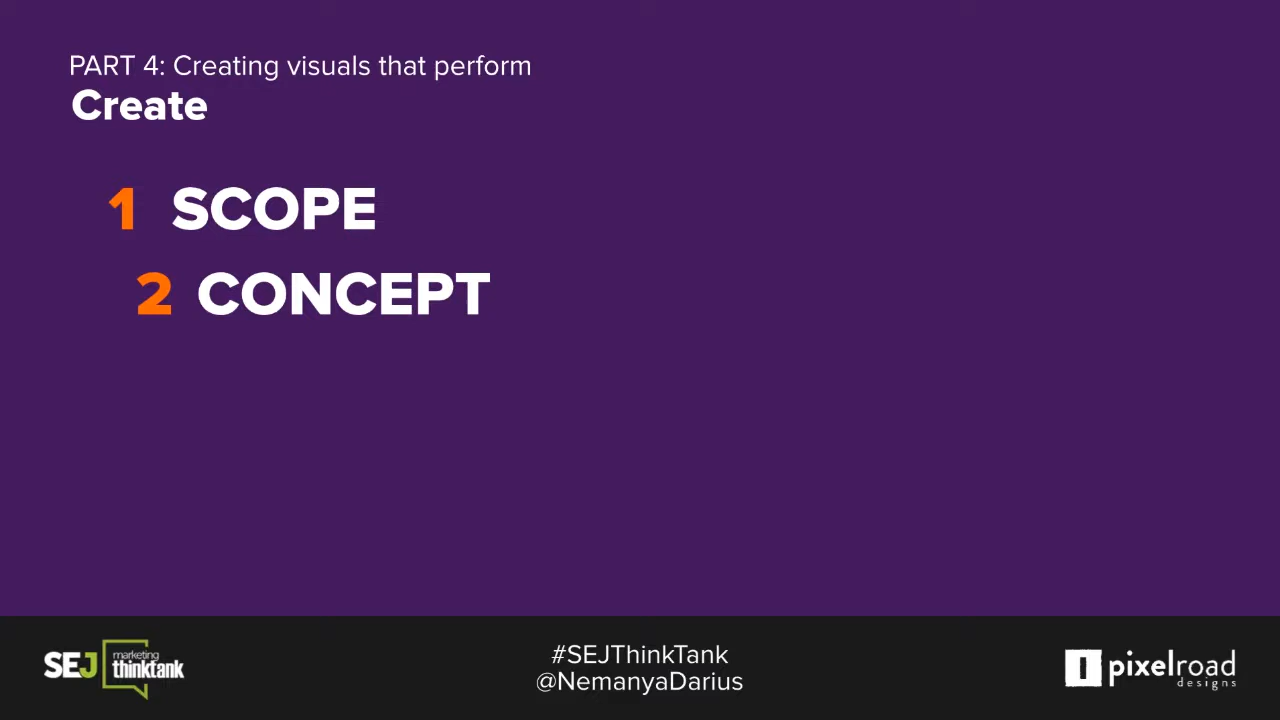 PART 4: Creating visuals that perform
Create
1 SCOPE
2 CONCEPT
SEJ marketing thinktank
#SEJThinkTank
@NemanyaDarius
pixelroad
designs